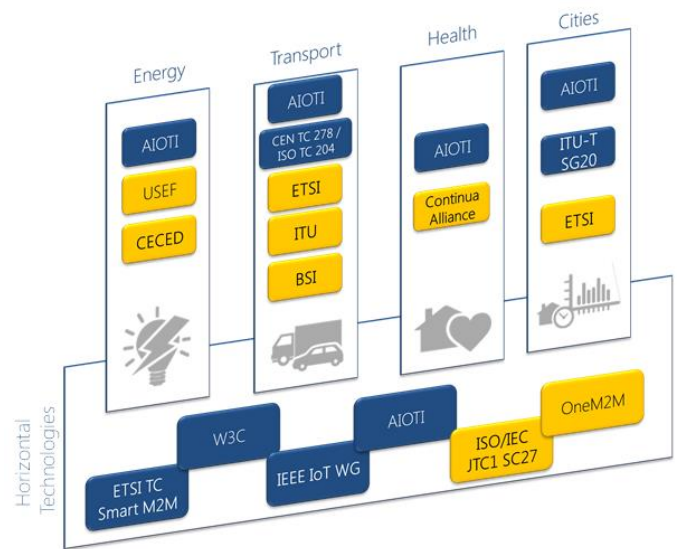 Energy
Transport
Health
Cities
AIOTI
USEF
CECED
AIOTI
CEN TC 278 /
ISO TC 204
ETSI
ITU
BSI
AIOTI
Continua
Alliance
AIOTI
ITU-T
SG20
ETSI
Horizontal
Technologies
ETSI TC
Smart M2M
W3C
IEEE IoT WG
AIOTI
ISO/IEC
JTC1 SC27
OneM2M